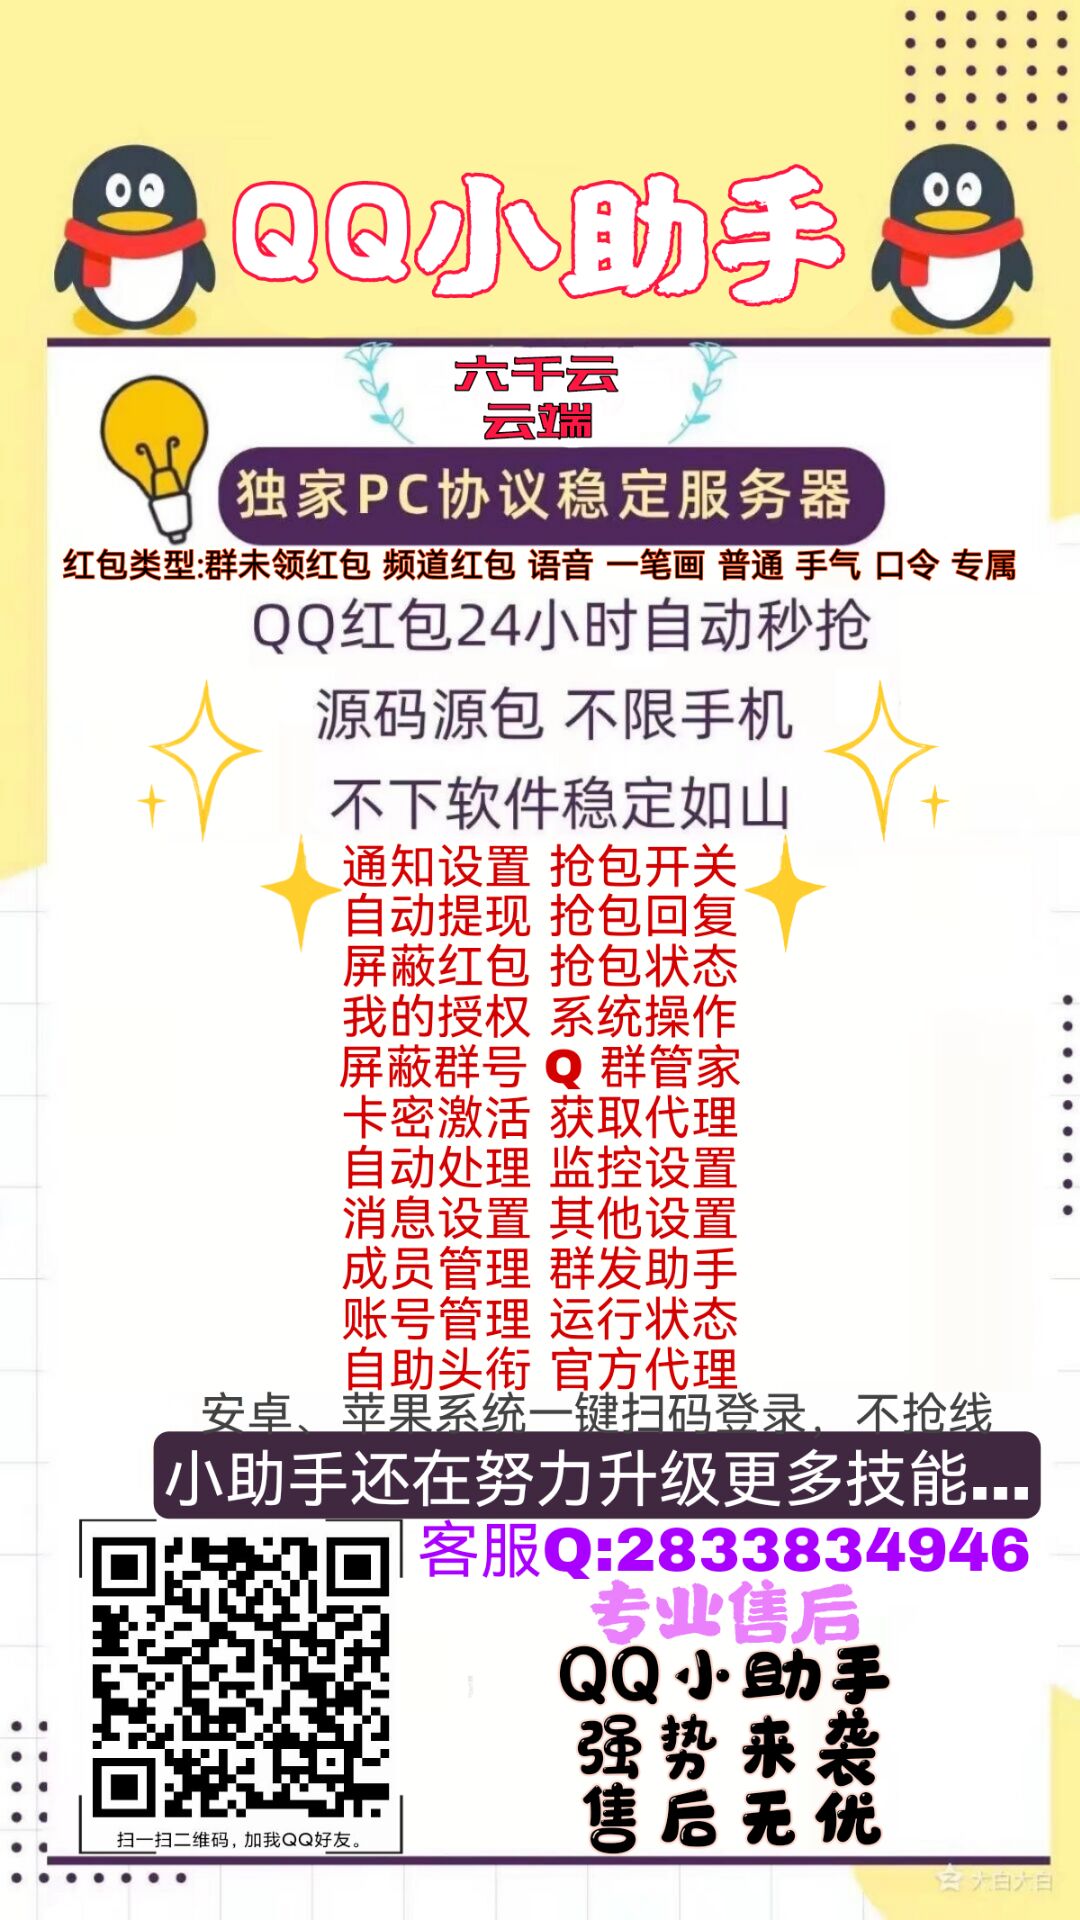 QQ小助手
六千云
云端
独家PC协议稳定服务器
红包类型:群未领红包 频道红包 语音 一笔画 普通 手气 口令 专属
QQ红包24小时自动秒抢
源码源包 不限手机
不下软件稳定如山
通知设置 抢包开关
自动提现 抢包回复
屏蔽红包 抢包状态
我的授权 系统操作
屏蔽群号 Q 群管家
卡密激活 获取代理
自动处理 监控设置
消息设置 其他设置
成员管理 群发助手
账号管理 运行状态
自助头衔 官方代理
安卓、苹果系统一键扫码登录，不抢线
小助手还在努力升级更多技能...
客服Q:2833834946
专业售后
QQ小助手
强势来袭
售后无优
扫一扫二维码，加我QQ好友。
大白大白